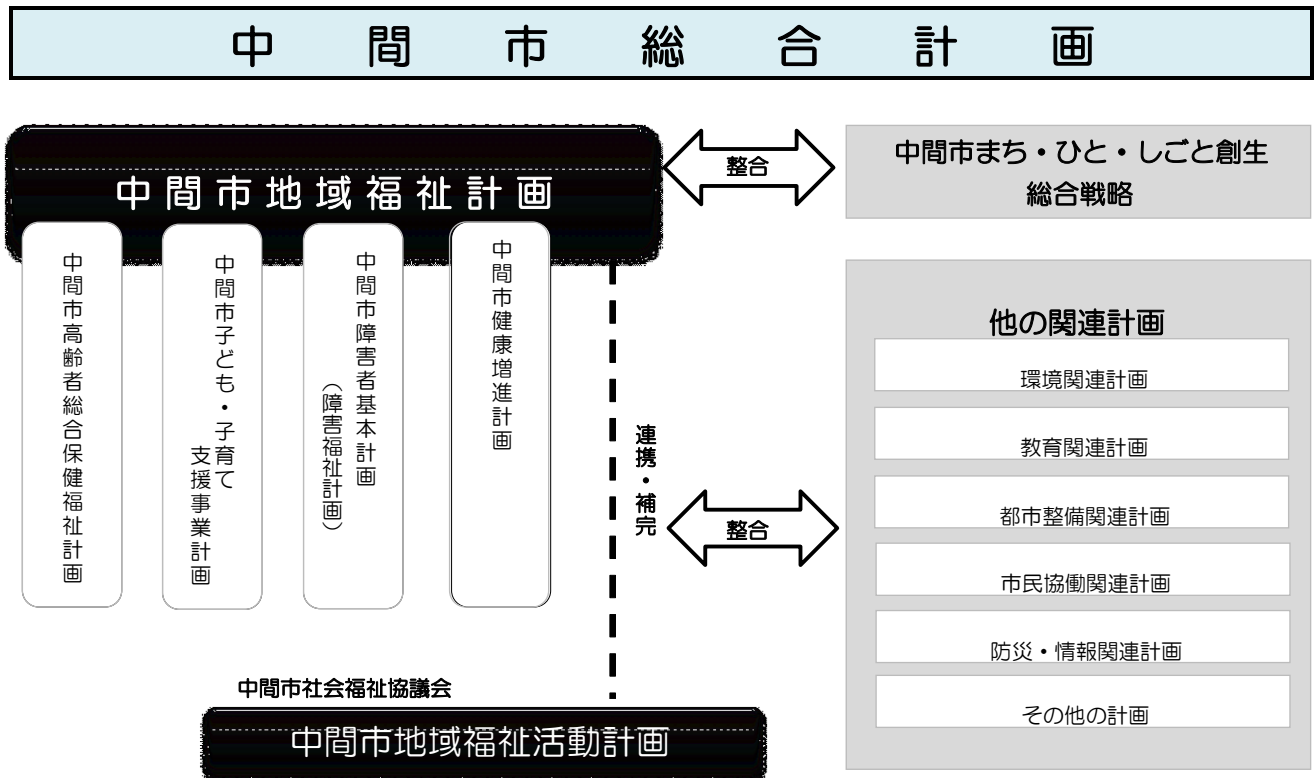 中間市総合計画
中間市地域福祉計画
整合
中間市まち・ひと・しごと創生
総合戦略
中間市高齢者総合保健福祉計画
中間市子ども・子育て
支援事業計画
中間市障害者基本計画
（障害福祉計画）
中間市健康増進計画
連携・補完
整合
他の関連計画
環境関連計画
教育関連計画
都市整備関連計画
市民協働関連計画
防災・情報関連計画
その他の計画
中間市社会福祉協議会
中間市地域福祉活動計画